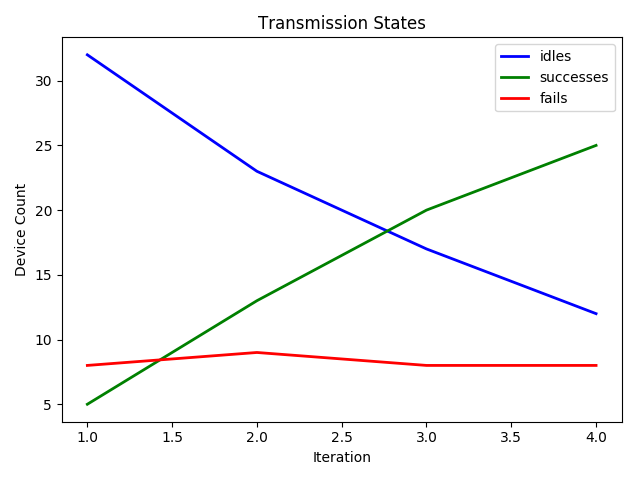 Transmission States
idles
successes
fails
Device Count
30
25
20
15
10
5
1.0 1.5 2.0 2.5 3.0 3.5 4.0
Iteration